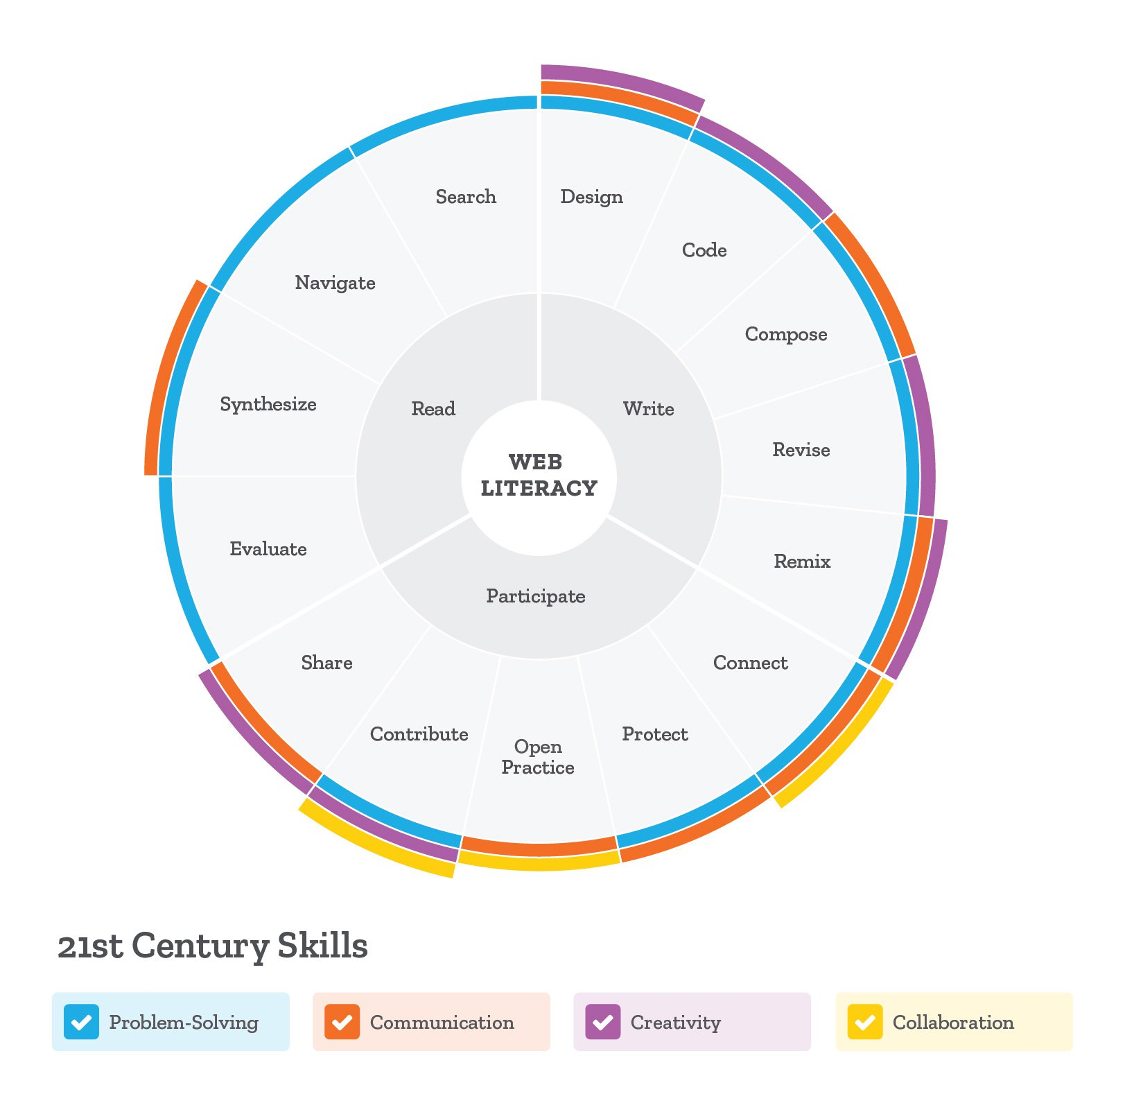 Search
Design
Navigate
Code
Synthesize
Compose
Read
Write
WEB
LITERACY
Revise
Evaluate
Remix
Participate
Share
Connect
Contribute
Protect
Open
Practice
21st Century Skills
Problem-Solving
Communication
Creativity
Collaboration